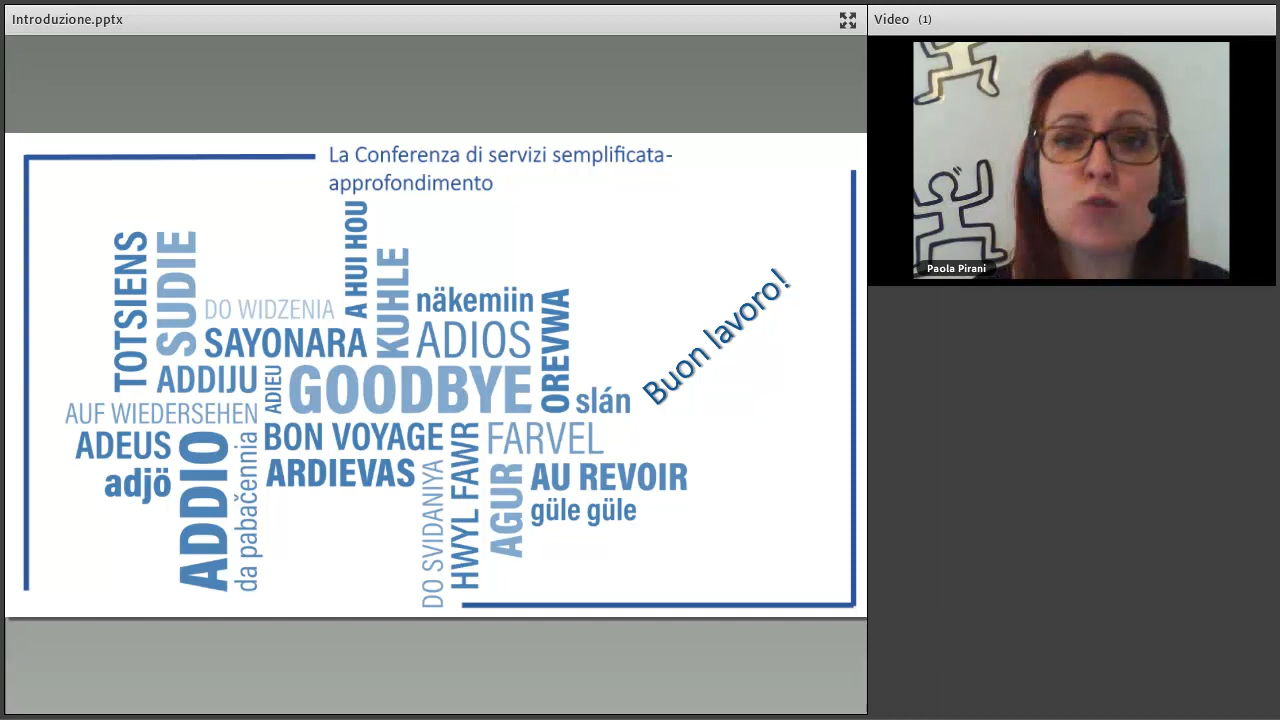 Introduzione.pptx
Video (1)
Paola Pirani
La Conferenza di servizi semplificata-
approfondimento
TOTSIENS
SUDIE
A HUI HOU
KUHLE
DO WIDZENIA
näkemiin
OREVWA
SAYONARA
ADIOS
ADDIJU
ADIEU
GOODBYE
slán
Buon lavoro!
AUF WIEDERSEHEN
ADEUS
BON VOYAGE
FARVEL
adjö
ADDIO
da pabačennia
ARDIEVAS
DO SVIDANIYA
HWYL FAWR
AGUR
AU REVOIR
güle güle